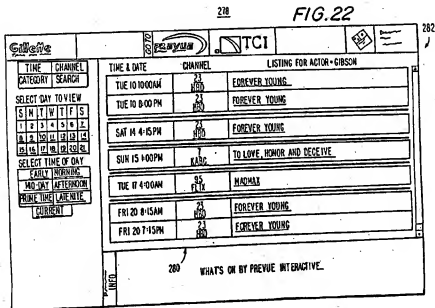 278
FIG.22
282
Gillette
GO TO
PREVUE
TCI
TIME CHANNEL
CATEGORY SEARCH
SELECT DAY TO VIEW
S M T W T F S
1 2 3 4 5 6 7
8 9 10 11 12 13 14
15 16 17 18 19 20 21
SELECT TIME OF DAY
EARLY MORNING
MID-DAY AFTERNOON
PRIME TIME LATE NITE
CURRENT
TIME & DATE CHANNEL LISTING FOR ACTOR=GIBSON
TUE 10 10:00AM 23 HBO FOREVER YOUNG
TUE 10 8:00 PM 23 HBO FOREVER YOUNG
SAT 14 4:15PM 23 HBO FOREVER YOUNG
SUN 15 1:00PM 7 KABC TO LOVE, HONOR AND DECEIVE
TUE 17 4:00AM 95 FLIX MADMAX
FRI 20 8:15AM 23 HBO FOREVER YOUNG
FRI 20 7:15PM 23 HBO FOREVER YOUNG
280
INFO
WHAT'S ON BY PREVUE INTERACTIVE